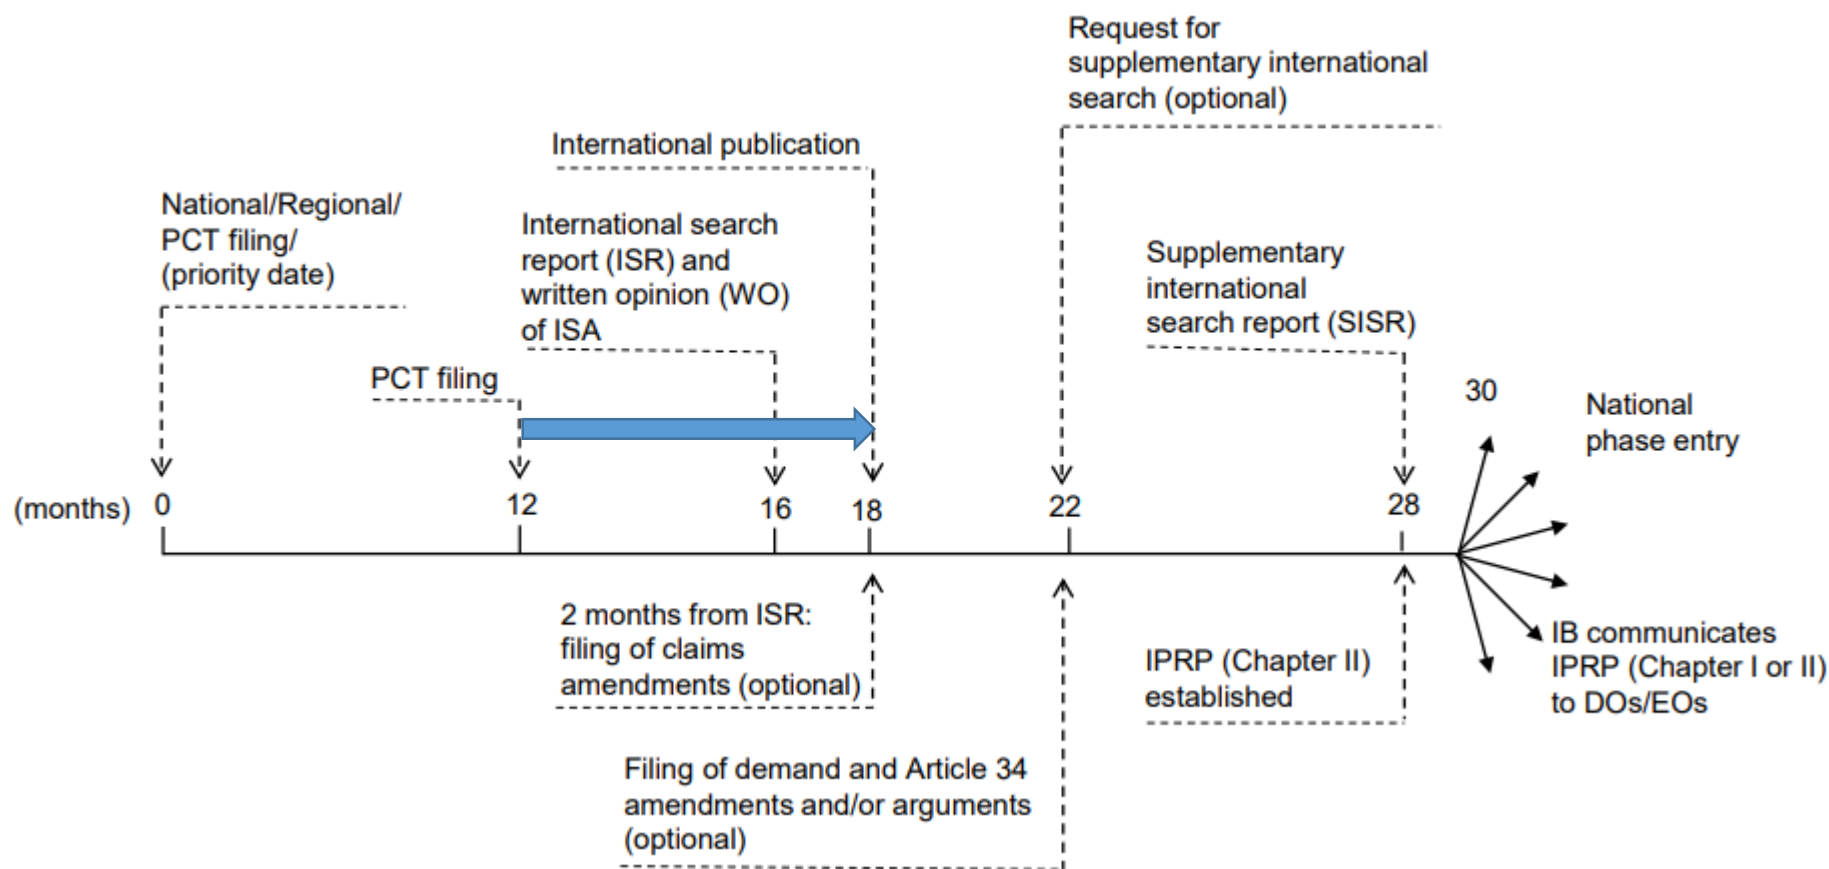 Request for
supplementary international
search (optional)
International publication
National/Regional/
PCT filing/
(priority date)
International search
report (ISR) and
written opinion (WO)
of ISA
Supplementary
international
search report (SISR)
PCT filing
30
National
phase entry
(months) 0 12 16 18 22 28
2 months from ISR:
filing of claims
amendments (optional)
IPRP (Chapter II)
established
IB communicates
IPRP (Chapter I or II)
to DOs/EOs
Filing of demand and Article 34
amendments and/or arguments
(optional)